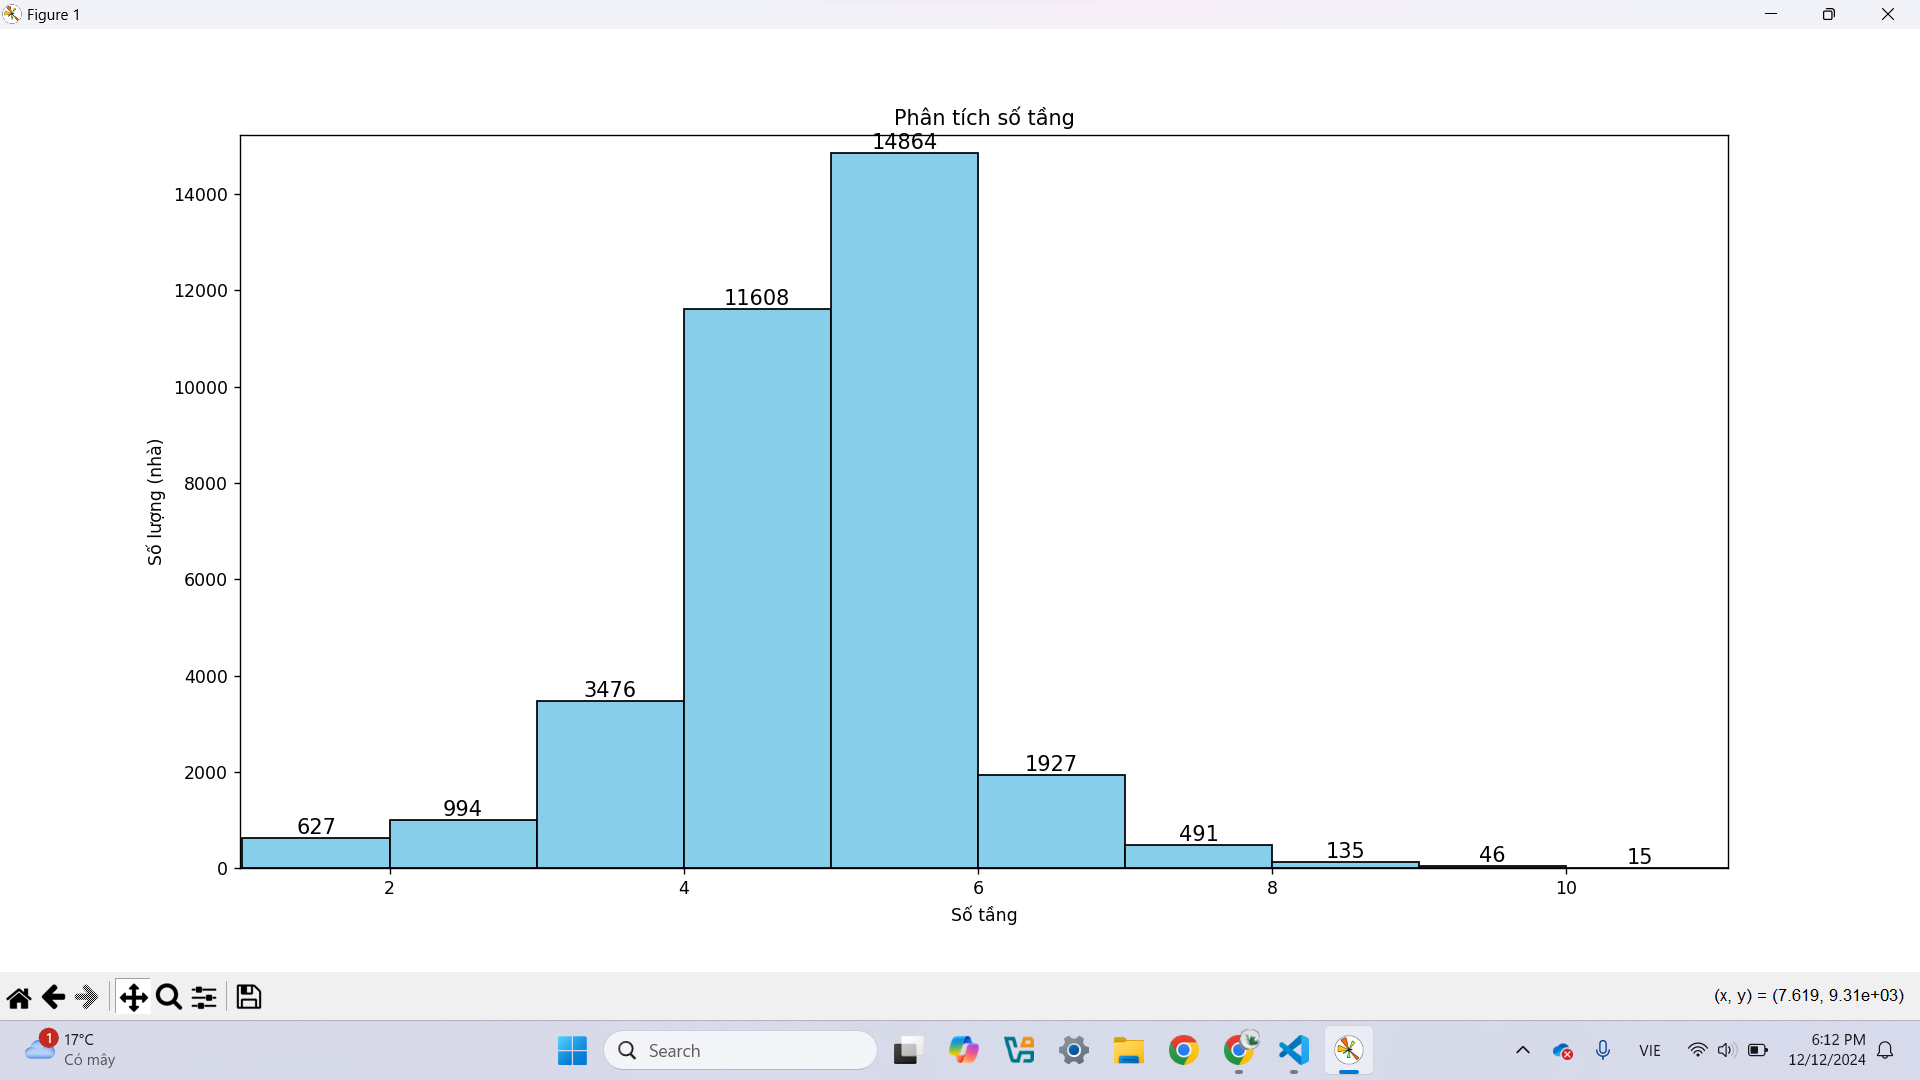 Figure 1
Phân tích số tầng
14864
14000
12000
11608
10000
Số lượng (nhà)
8000
6000
4000
3476
2000
1927
994
627
491
135
46
15
0
2
4
6
8
10
Số tầng
(x, y) = (7.619, 9.31e+03)
1
17°C
Có mây
Search
VIE
6:12 PM
12/12/2024